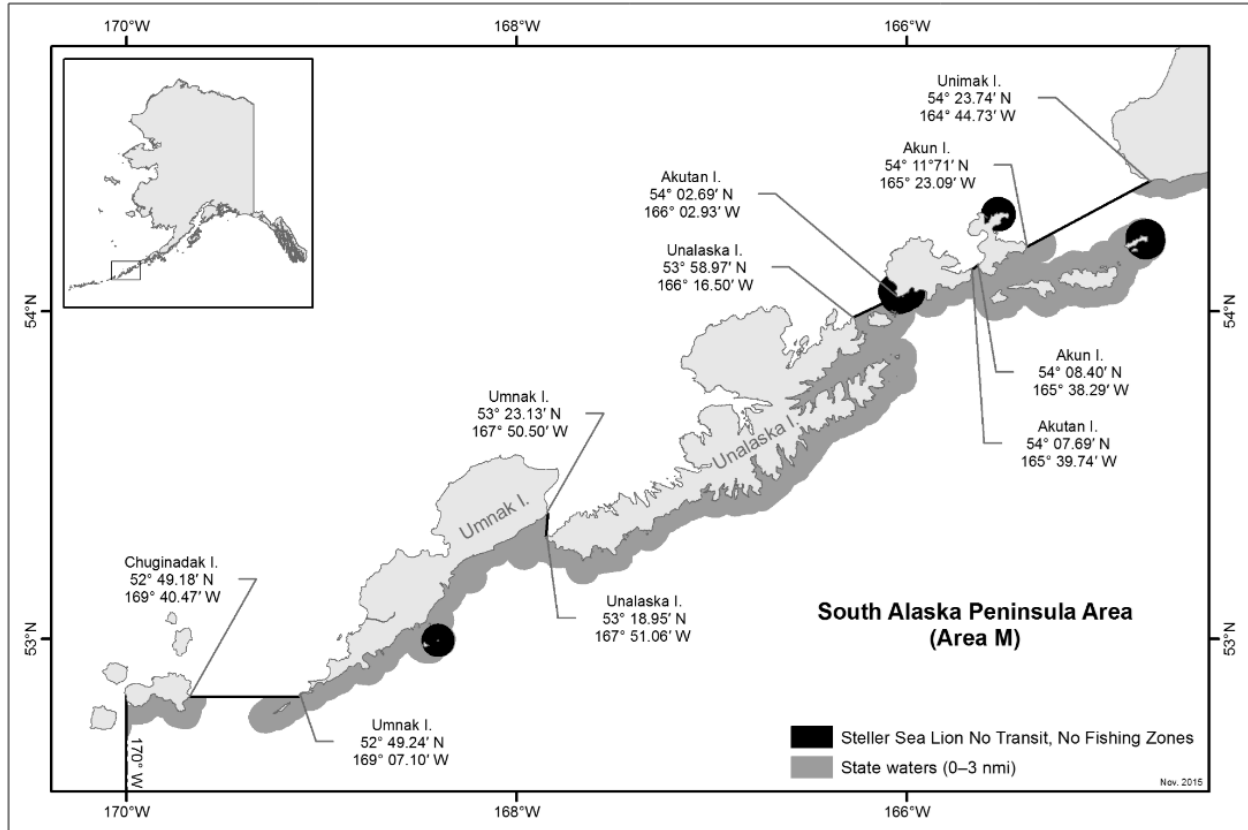 170°W
168°W
166°W
Unimak I.
54° 23.74' N
164° 44.73' W
Akun I.
54° 11°71' N
165° 23.09' W
Akutan I.
54° 02.69' N
166° 02.93' W
Unalaska I.
53° 58.97' N
166° 16.50' W
54°N
54°N
Akun I.
54° 08.40' N
165° 38.29' W
Akutan I.
54° 07.69' N
165° 39.74' W
Umnak I.
53° 23.13' N
167° 50.50' W
Unalaska I.
Umnak I.
Chuginadak I.
52° 49.18' N
169° 40.47' W
Unalaska I.
53° 18.95' N
167° 51.06' W
South Alaska Peninsula Area
(Area M)
53°N
53°N
Umnak I.
52° 49.24' N
169° 07.10' W
170° W
Steller Sea Lion No Transit, No Fishing Zones
State waters (0–3 nmi)
Nov. 2015
170°W
168°W
166°W